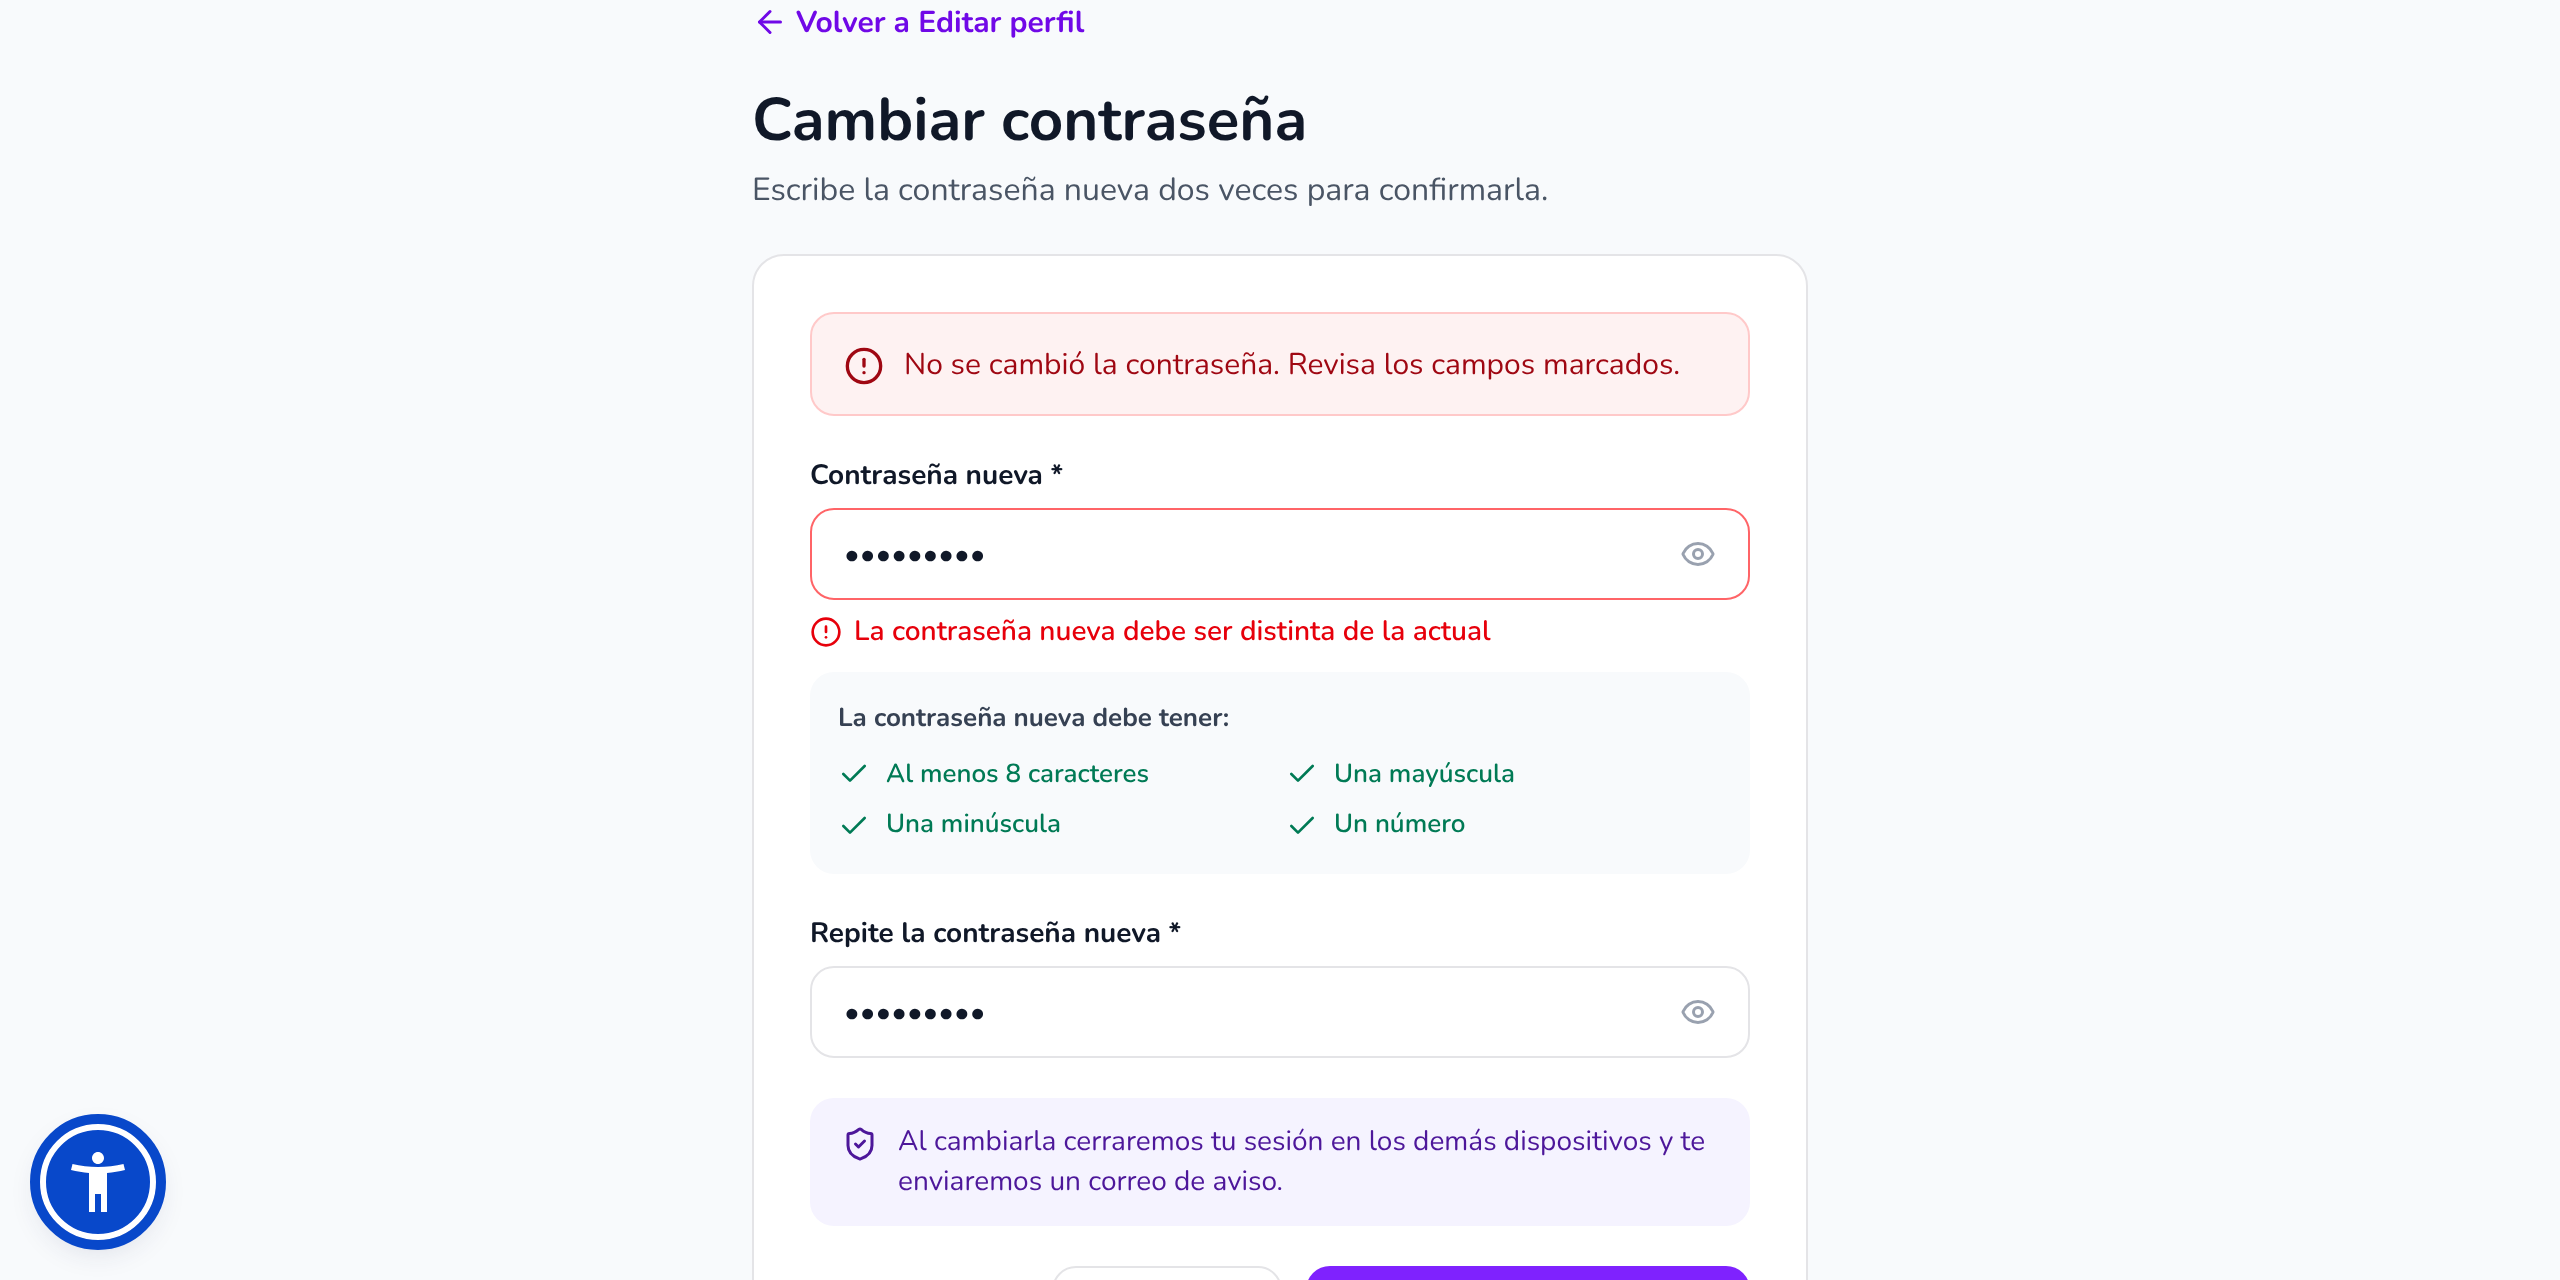 Volver a Editar perfil
Cambiar contraseña
Escribe la contraseña nueva dos veces para confirmarla.
No se cambió la contraseña. Revisa los campos marcados.
Contraseña nueva *
•••••••••
La contraseña nueva debe ser distinta de la actual
La contraseña nueva debe tener:
Al menos 8 caracteres
Una mayúscula
Una minúscula
Un número
Repite la contraseña nueva *
•••••••••
Al cambiarla cerraremos tu sesión en los demás dispositivos y te
enviaremos un correo de aviso.